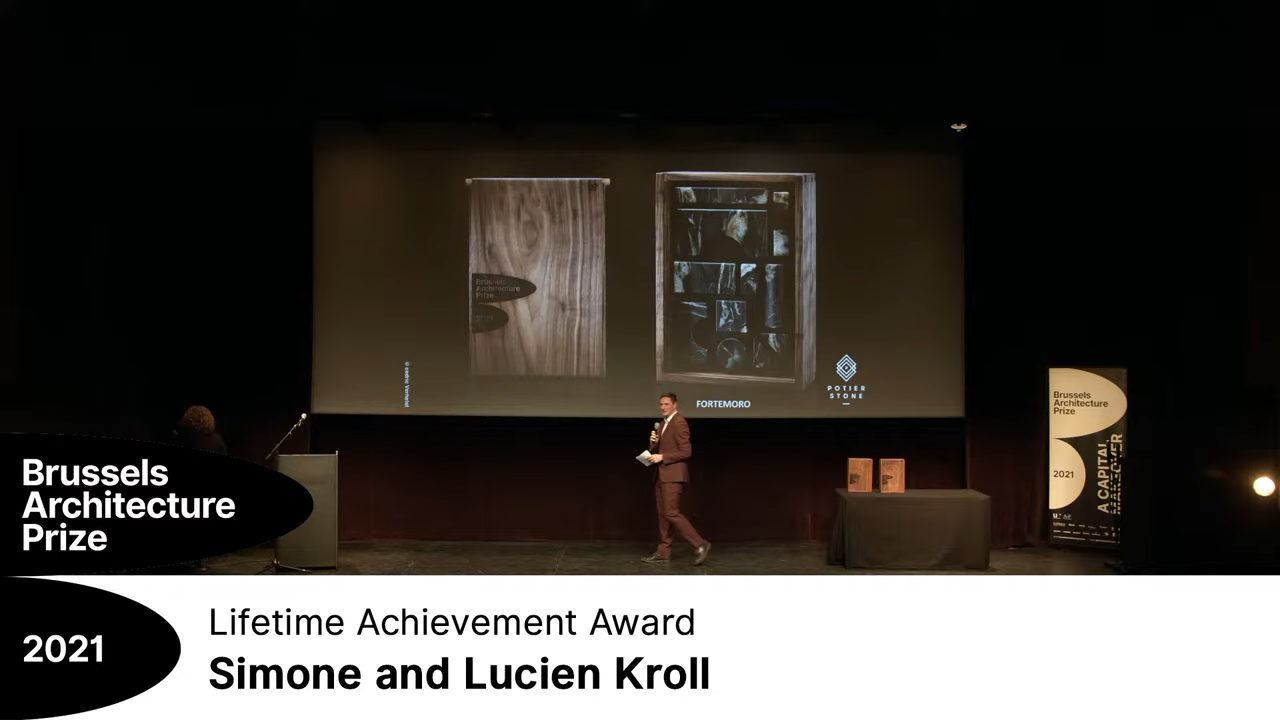 Brussels
Architecture
Prize
POTIER
STONE
FORTEMORO
Brussels
Architecture
Prize
2021
A CAPITAL
MAKEOVER
Brussels
Architecture
Prize
2021
Lifetime Achievement Award
Simone and Lucien Kroll